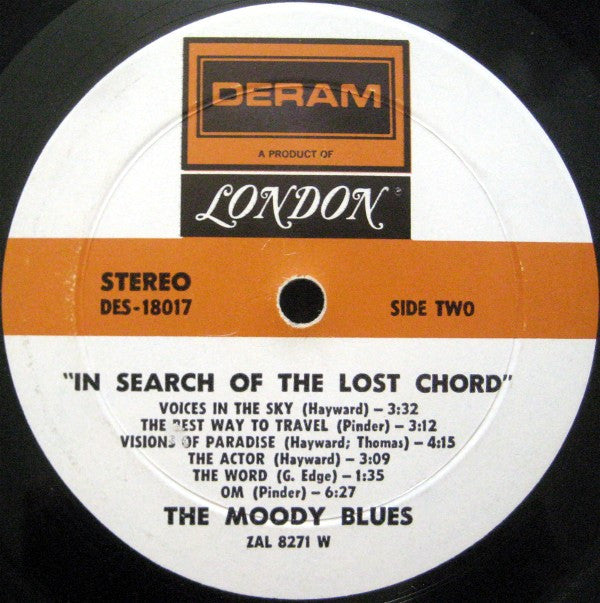 DERAM
A PRODUCT OF
LONDON
STEREO
DES-18017
SIDE TWO
"IN SEARCH OF THE LOST CHORD"
VOICES IN THE SKY (Hayward) – 3:32
THE BEST WAY TO TRAVEL (Pinder) – 3:12
VISIONS OF PARADISE (Hayward; Thomas) – 4:15
THE ACTOR (Hayward) – 3:09
THE WORD (G. Edge) – 1:35
OM (Pinder) – 6:27
THE MOODY BLUES
ZAL 8271 W